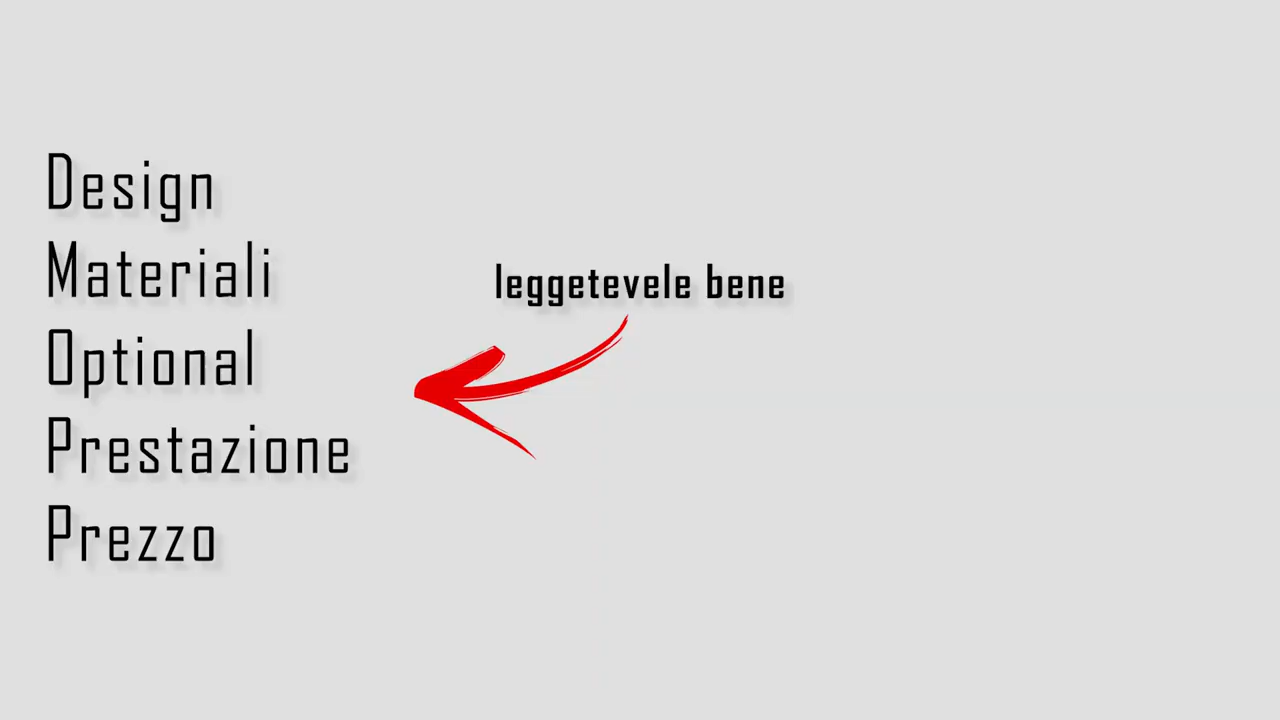 Design
Materiali
Optional
Prestazione
Prezzo
leggetevele bene